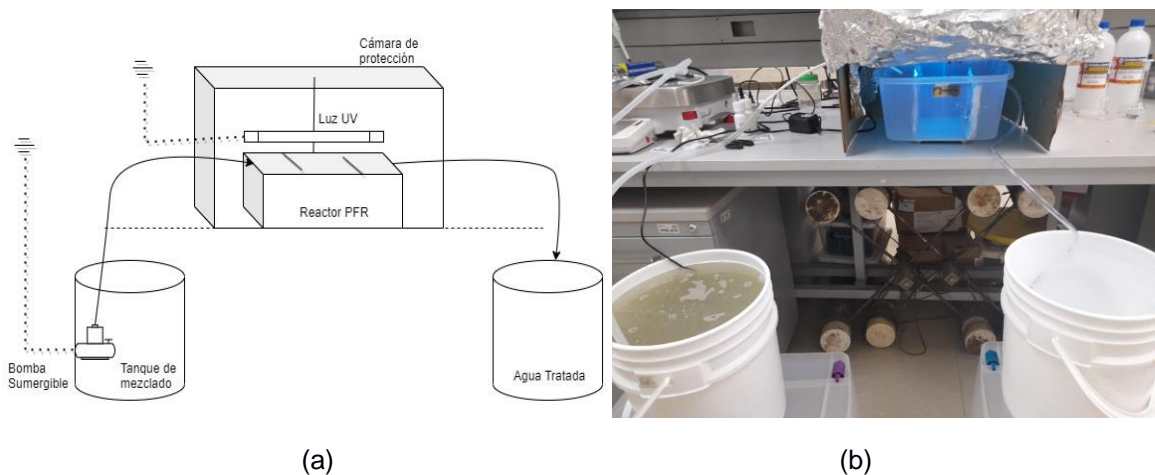 Cámara de
protección
Luz UV
Reactor PFR
Bomba
Sumergible
Tanque de
mezclado
Agua Tratada
(a)
(b)